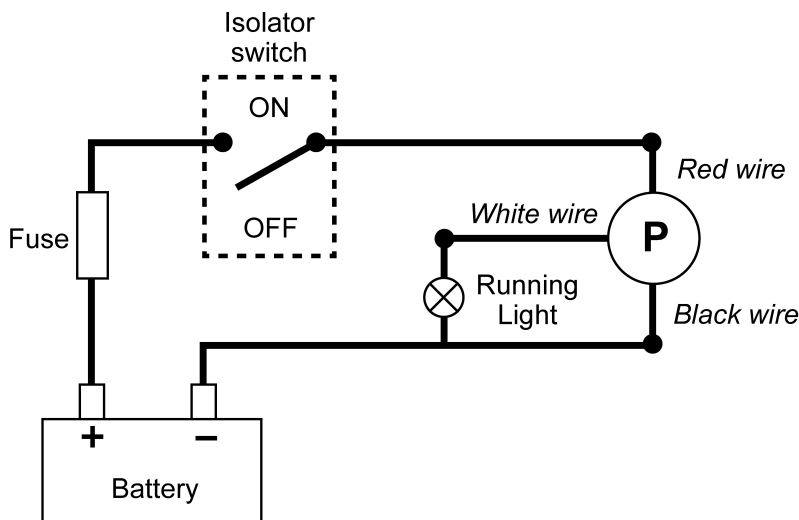 Isolator
switch
ON
OFF
Fuse
Red wire
White wire
P
Running
Light
Black wire
+
−
Battery